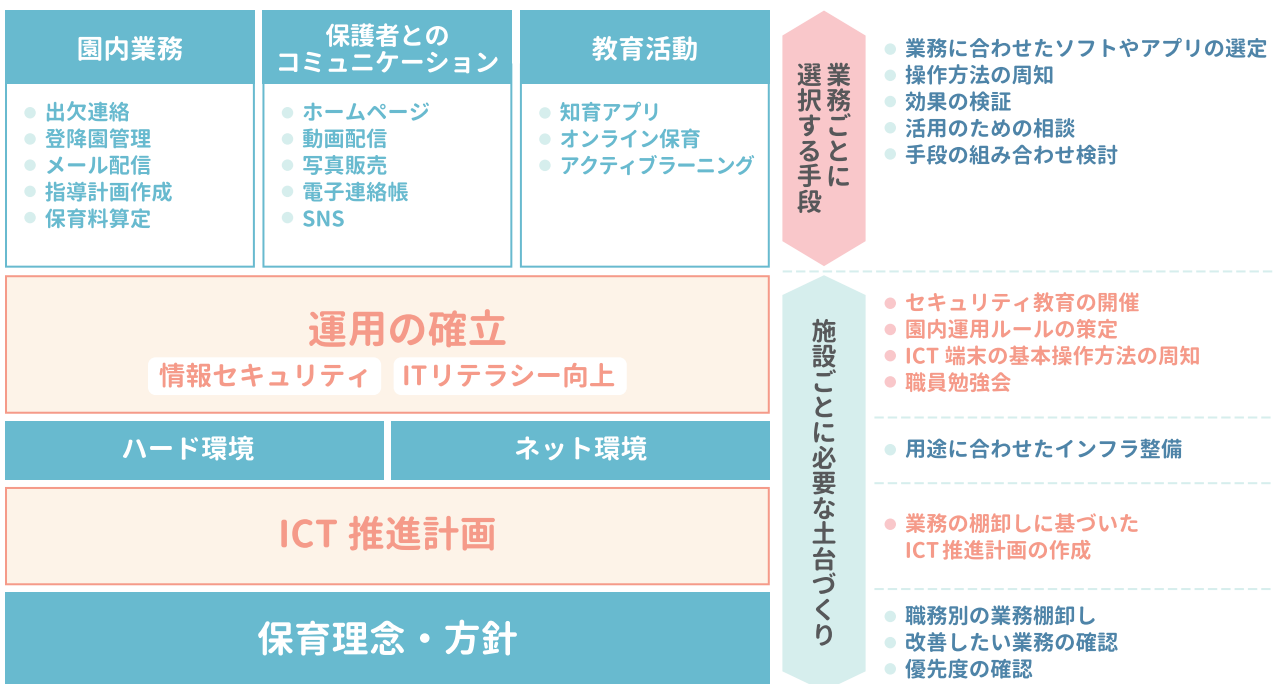 園内業務
出欠連絡
登降園管理
メール配信
指導計画作成
保育料算定
保護者との
コミュニケーション
ホームページ
動画配信
写真販売
電子連絡帳
SNS
教育活動
知育アプリ
オンライン保育
アクティブラーニング
業務ごとに
選択する手段
業務に合わせたソフトやアプリの選定
操作方法の周知
効果の検証
活用のための相談
手段の組み合わせ検討
運用の確立
情報セキュリティ
ITリテラシー向上
ハード環境
ネット環境
ICT 推進計画
保育理念・方針
施設ごとに必要な土台づくり
セキュリティ教育の開催
園内運用ルールの策定
ICT 端末の基本操作方法の周知
職員勉強会
用途に合わせたインフラ整備
業務の棚卸しに基づいた
ICT推進計画の作成
職務別の業務棚卸し
改善したい業務の確認
優先度の確認